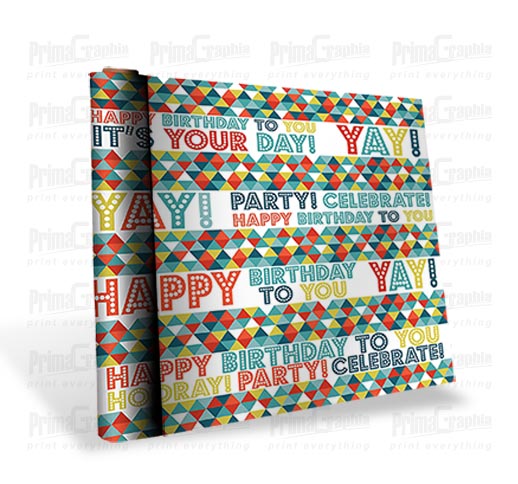 PrimaGraphia
print everything
HAPPY BIRTHDAY TO YOU
IT'S YOUR DAY! YAY!
YAY! PARTY! CELEBRATE!
HAPPY BIRTHDAY TO YOU
HAPPY BIRTHDAY TO YOU YAY!
HAPPY BIRTHDAY TO YOU
HOORAY! PARTY! CELEBRATE!